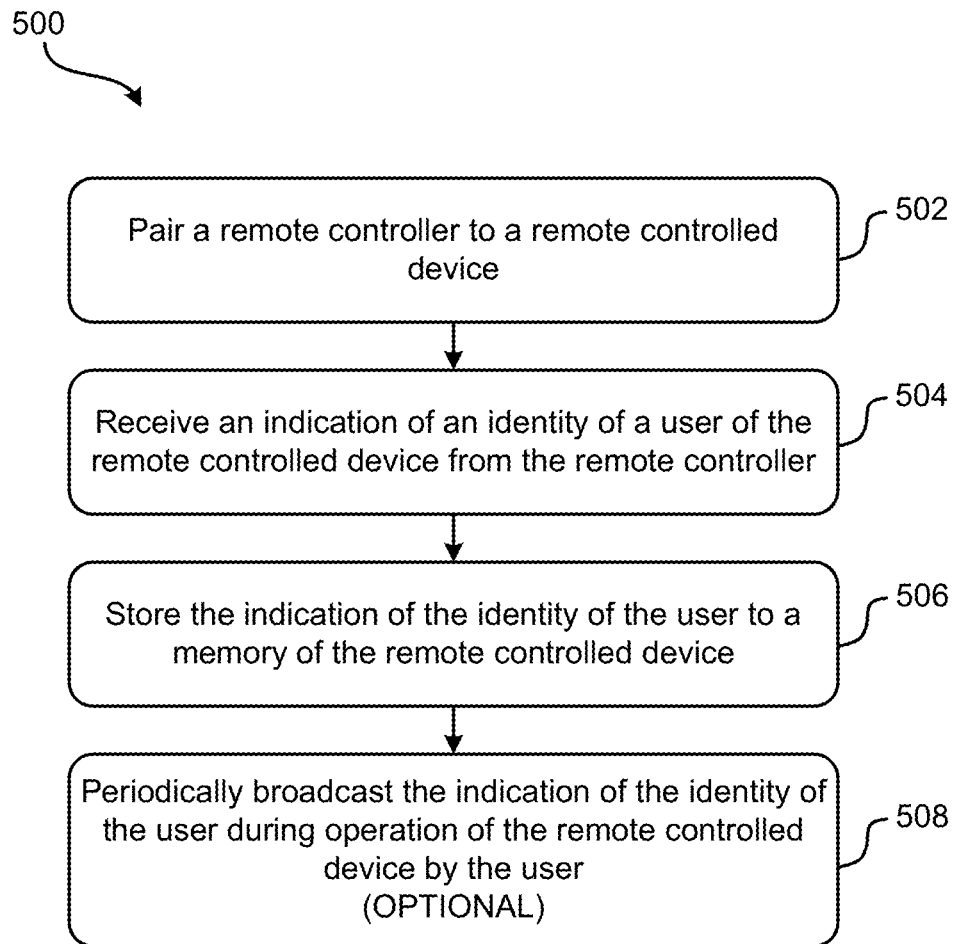 500
Pair a remote controller to a remote controlled
device
502
Receive an indication of an identity of a user of the
remote controlled device from the remote controller
504
Store the indication of the identity of the user to a
memory of the remote controlled device
506
Periodically broadcast the indication of the identity of
the user during operation of the remote controlled
device by the user
(OPTIONAL)
508